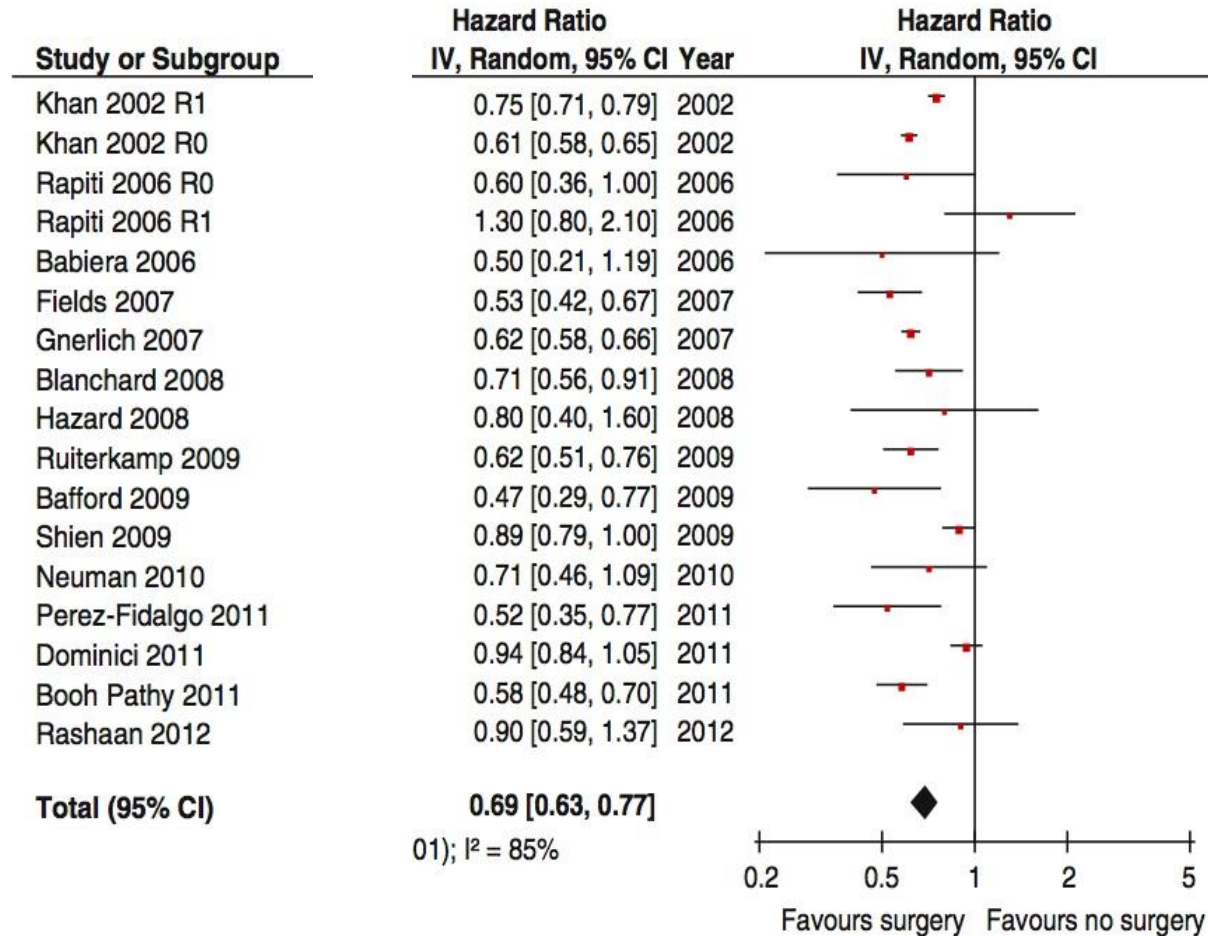 Hazard Ratio Hazard Ratio
Study or Subgroup IV, Random, 95% CI Year IV, Random, 95% CI
Khan 2002 R1 0.75 [0.71, 0.79] 2002
Khan 2002 R0 0.61 [0.58, 0.65] 2002
Rapiti 2006 R0 0.60 [0.36, 1.00] 2006
Rapiti 2006 R1 1.30 [0.80, 2.10] 2006
Babiera 2006 0.50 [0.21, 1.19] 2006
Fields 2007 0.53 [0.42, 0.67] 2007
Gnerlich 2007 0.62 [0.58, 0.66] 2007
Blanchard 2008 0.71 [0.56, 0.91] 2008
Hazard 2008 0.80 [0.40, 1.60] 2008
Ruiterkamp 2009 0.62 [0.51, 0.76] 2009
Bafford 2009 0.47 [0.29, 0.77] 2009
Shien 2009 0.89 [0.79, 1.00] 2009
Neuman 2010 0.71 [0.46, 1.09] 2010
Perez-Fidalgo 2011 0.52 [0.35, 0.77] 2011
Dominici 2011 0.94 [0.84, 1.05] 2011
Booh Pathy 2011 0.58 [0.48, 0.70] 2011
Rashaan 2012 0.90 [0.59, 1.37] 2012
Total (95% CI) 0.69 [0.63, 0.77]
01); I² = 85%
0.2 0.5 1 2 5
Favours surgery Favours no surgery